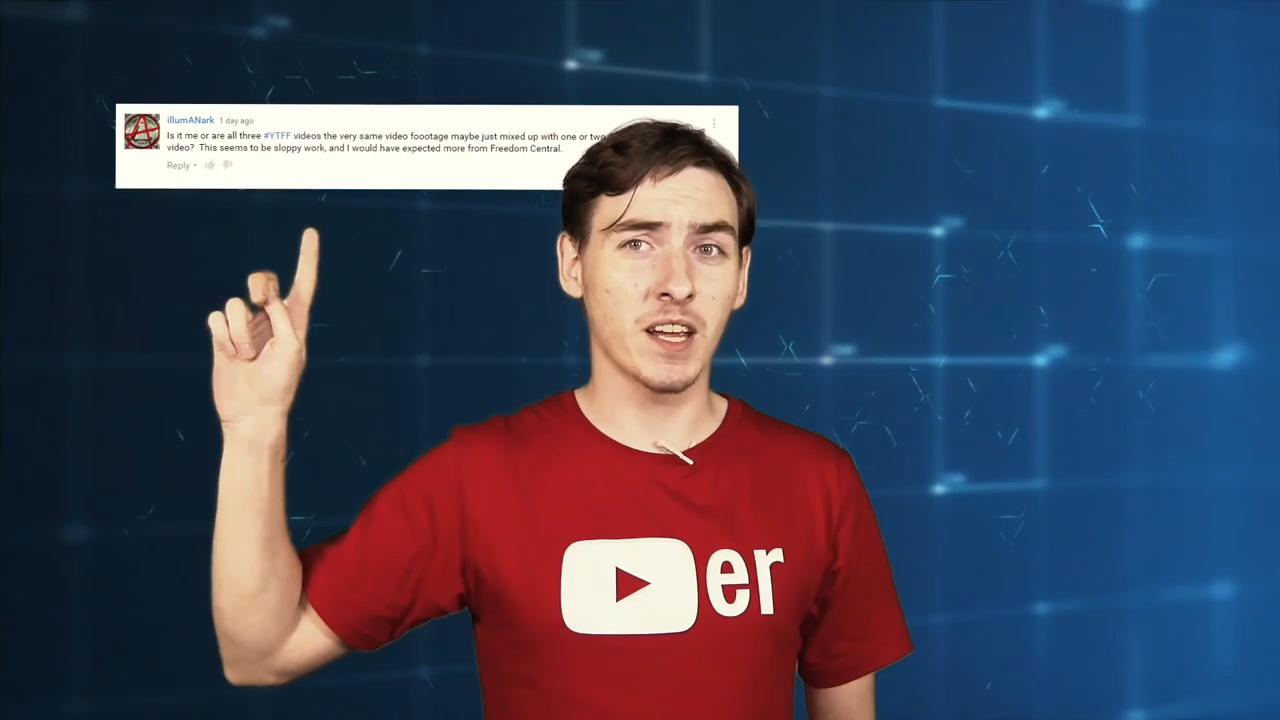 illumANark 1 day ago
Is it me or are all three #YTFF videos the very same video foootage maybe just mixed up with one or two
video? This seems to be sloppy work, and I would have expected more from Freedom Central.
Reply •
er